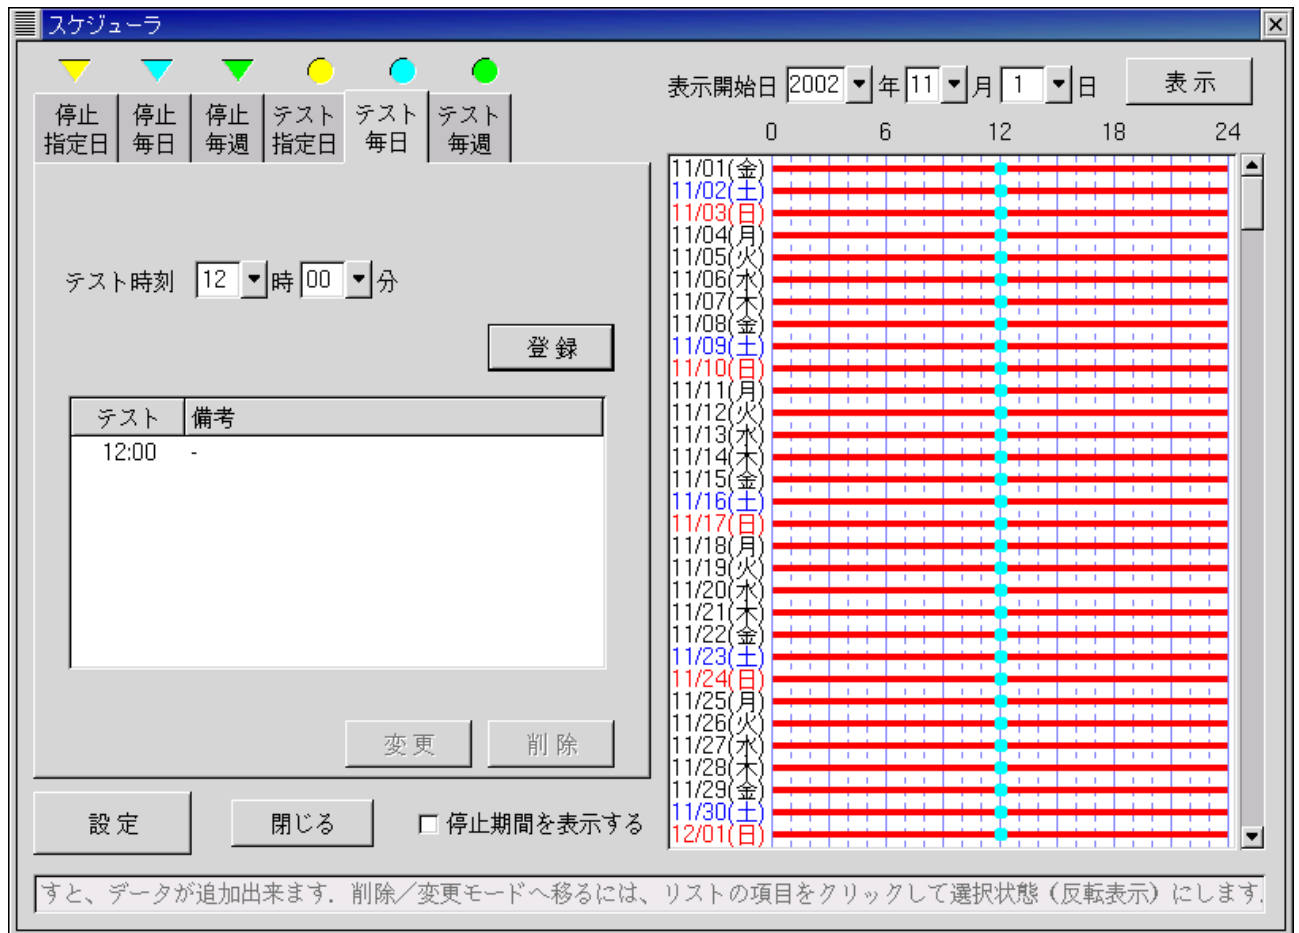 スケジューラ
停止 指定日
停止 毎日
停止 毎週
テスト 指定日
テスト 毎日
テスト 毎週
テスト時刻 12 時 00 分
登 録
テスト 備考
12:00 -
変 更 削 除
設 定 閉じる 停止期間を表示する
表示開始日 2002 年 11 月 1 日 表 示
0 6 12 18 24
11/01(金)
11/02(土)
11/03(日)
11/04(月)
11/05(火)
11/06(水)
11/07(木)
11/08(金)
11/09(土)
11/10(日)
11/11(月)
11/12(火)
11/13(水)
11/14(木)
11/15(金)
11/16(土)
11/17(日)
11/18(月)
11/19(火)
11/20(水)
11/21(木)
11/22(金)
11/23(土)
11/24(日)
11/25(月)
11/26(火)
11/27(水)
11/28(木)
11/29(金)
11/30(土)
12/01(日)
すと、データが追加出来ます. 削除／変更モードへ移るには、リストの項目をクリックして選択状態（反転表示）にします.